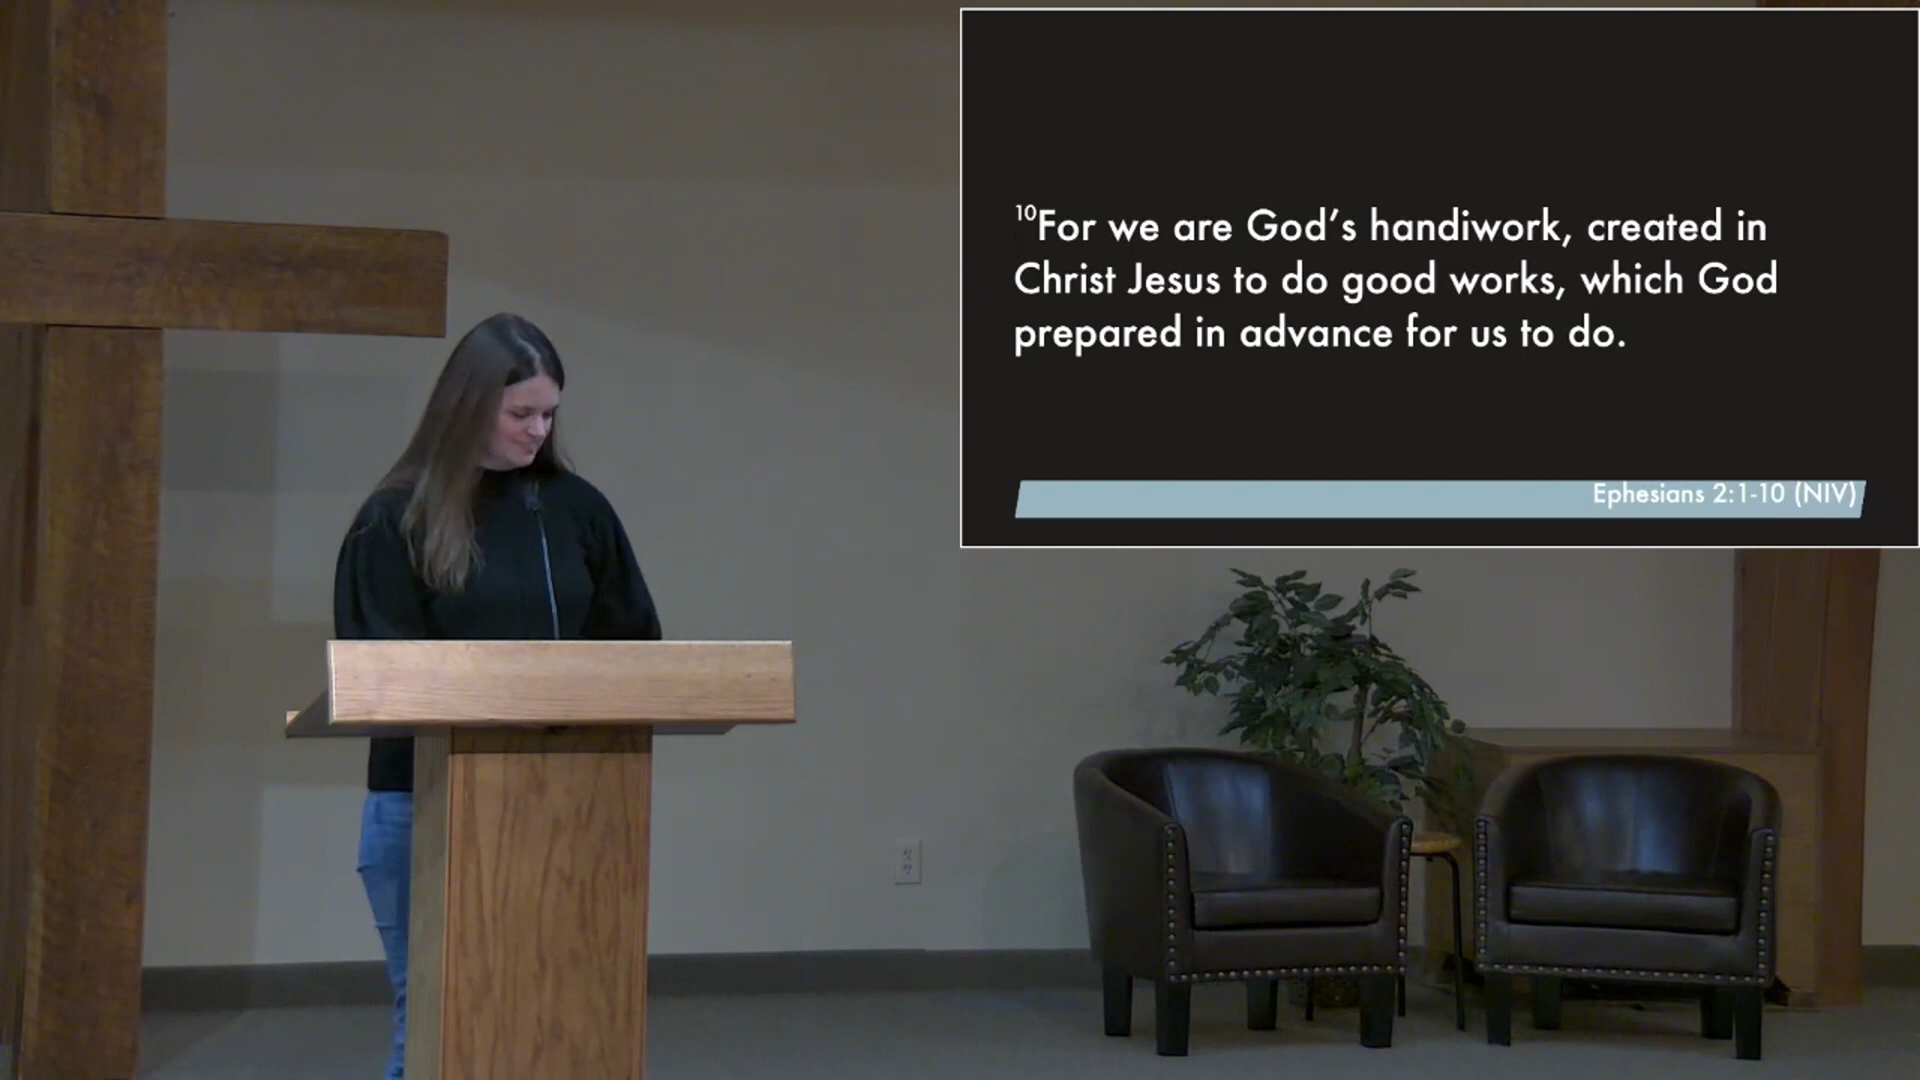 ¹⁰For we are God’s handiwork, created in
Christ Jesus to do good works, which God
prepared in advance for us to do.
Ephesians 2:1-10 (NIV)